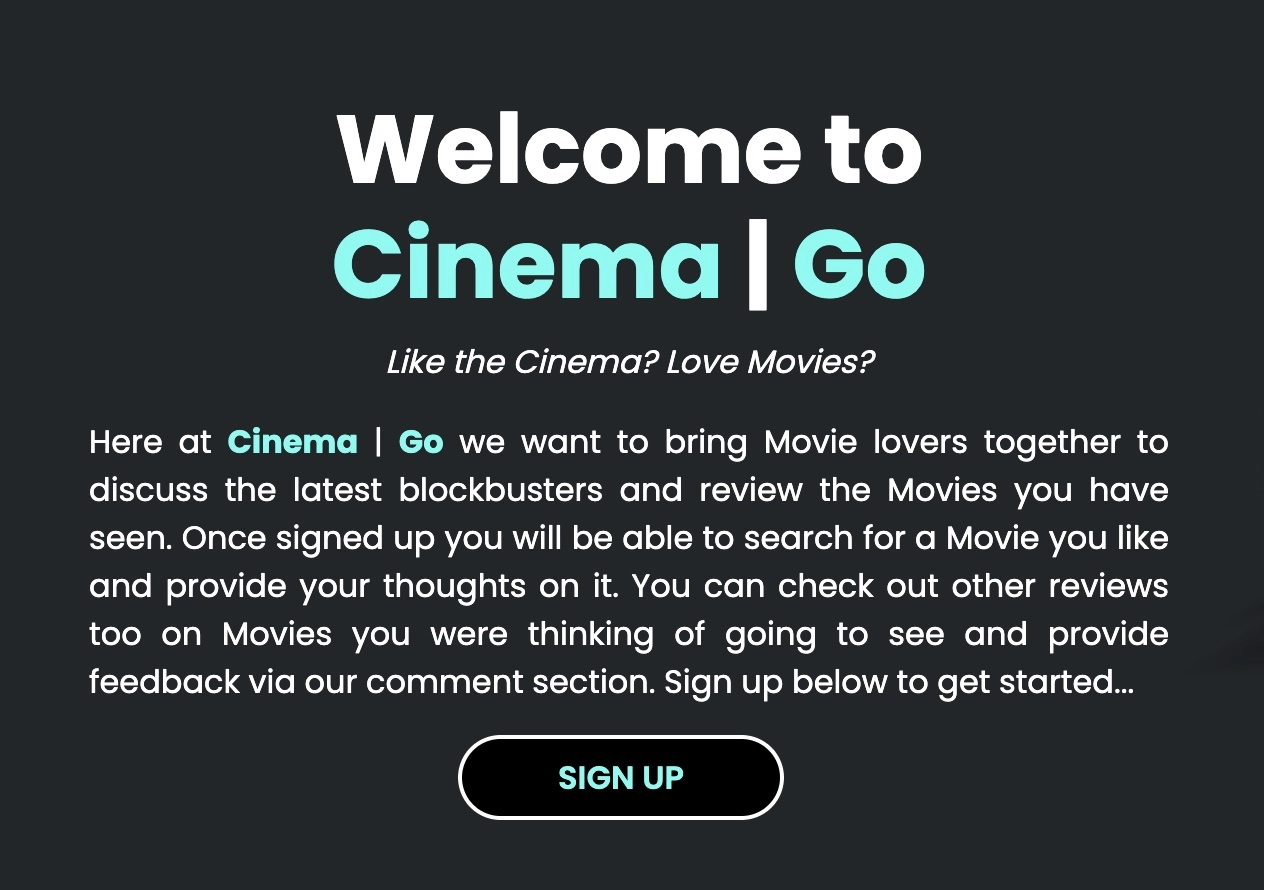 Welcome to
Cinema | Go
Like the Cinema? Love Movies?
Here at Cinema | Go we want to bring Movie lovers together to
discuss the latest blockbusters and review the Movies you have
seen. Once signed up you will be able to search for a Movie you like
and provide your thoughts on it. You can check out other reviews
too on Movies you were thinking of going to see and provide
feedback via our comment section. Sign up below to get started...
SIGN UP